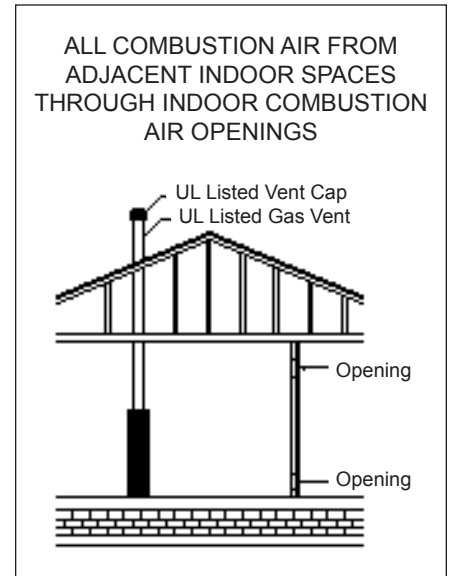 ALL COMBUSTION AIR FROM
ADJACENT INDOOR SPACES
THROUGH INDOOR COMBUSTION
AIR OPENINGS
UL Listed Vent Cap
UL Listed Gas Vent
Opening
Opening